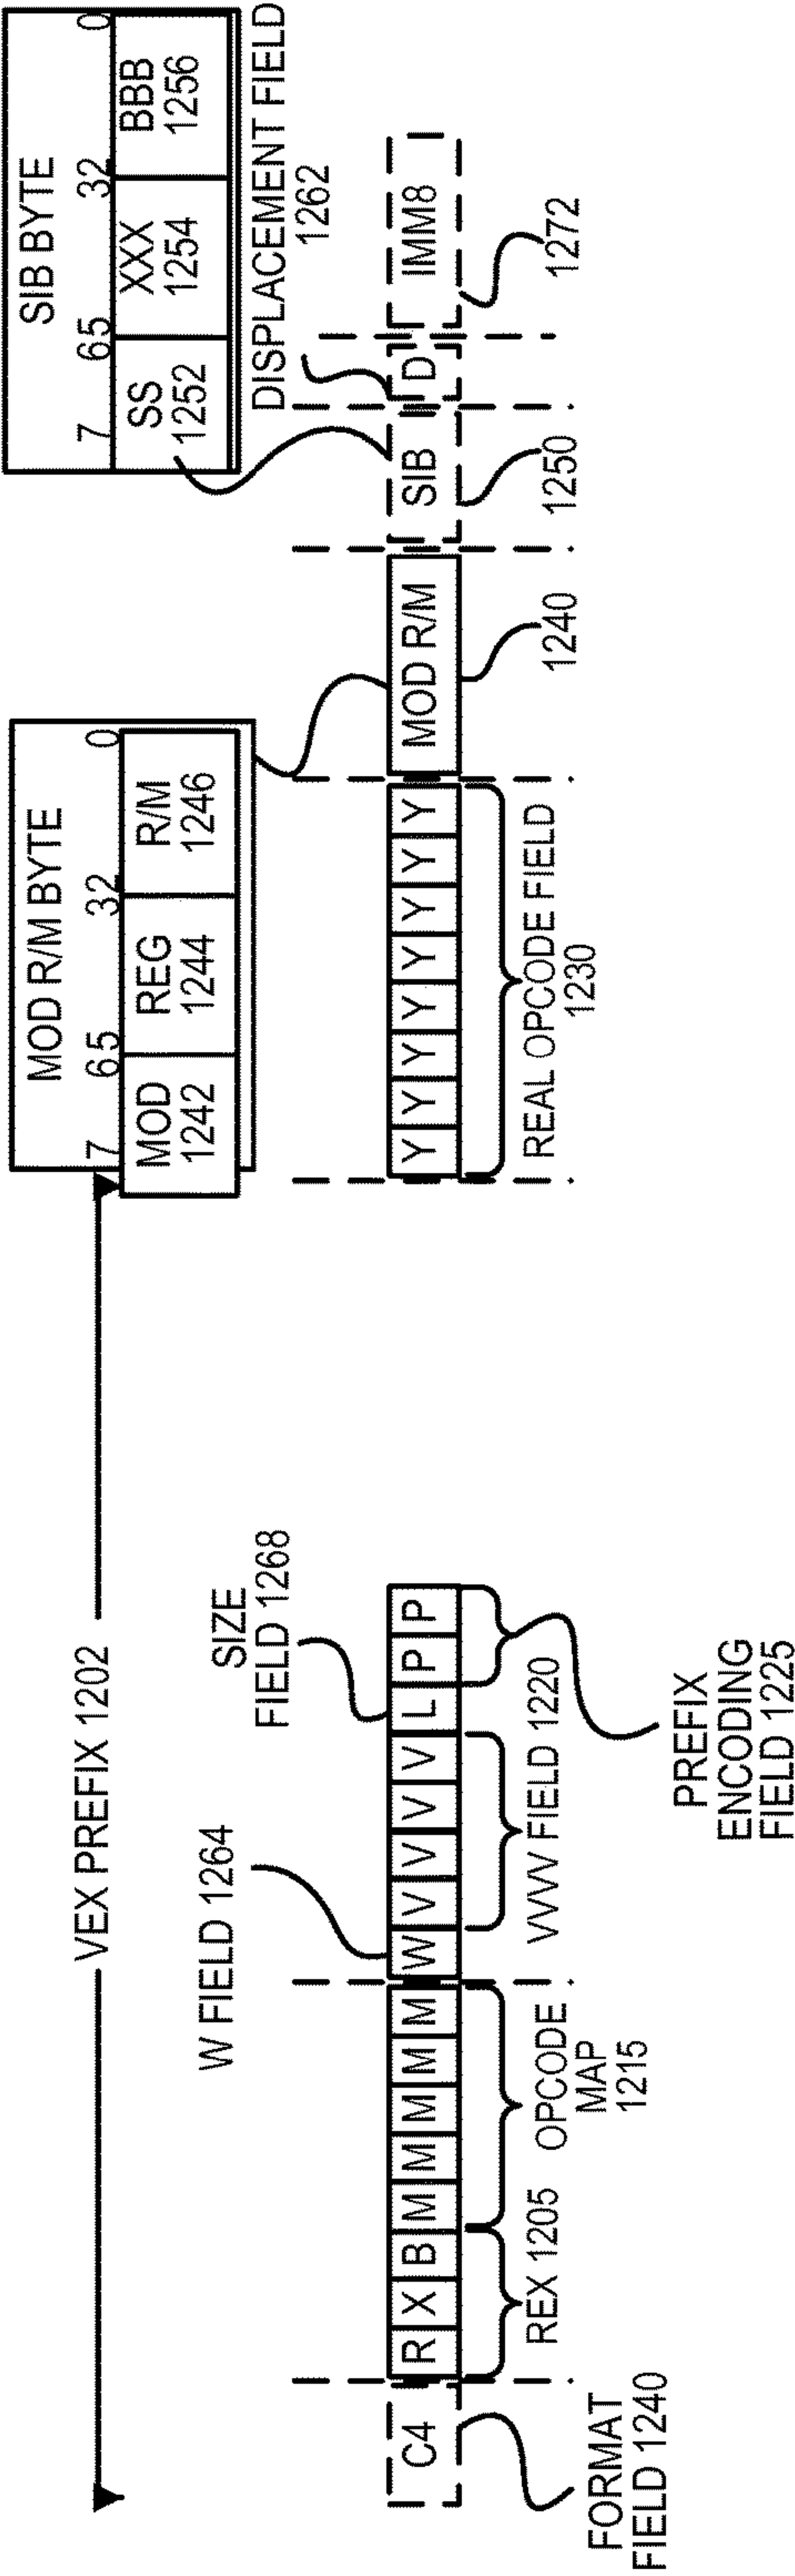 VEX PREFIX 1202
MOD R/M BYTE
7 65 32 0
MOD REG R/M
1242 1244 1246
SIB BYTE
7 65 32 0
SS XXX BBB
1252 1254 1256
W FIELD 1264
SIZE
FIELD 1268
DISPLACEMENT FIELD
1262
C4 R X B M M M M M W V V V V L P P Y Y Y Y Y Y Y Y MOD R/M SIB D IMM8
FORMAT
FIELD 1240
REX 1205
OPCODE
MAP
1215
VVVV FIELD 1220
PREFIX
ENCODING
FIELD 1225
REAL OPCODE FIELD
1230
1240
1250
1272